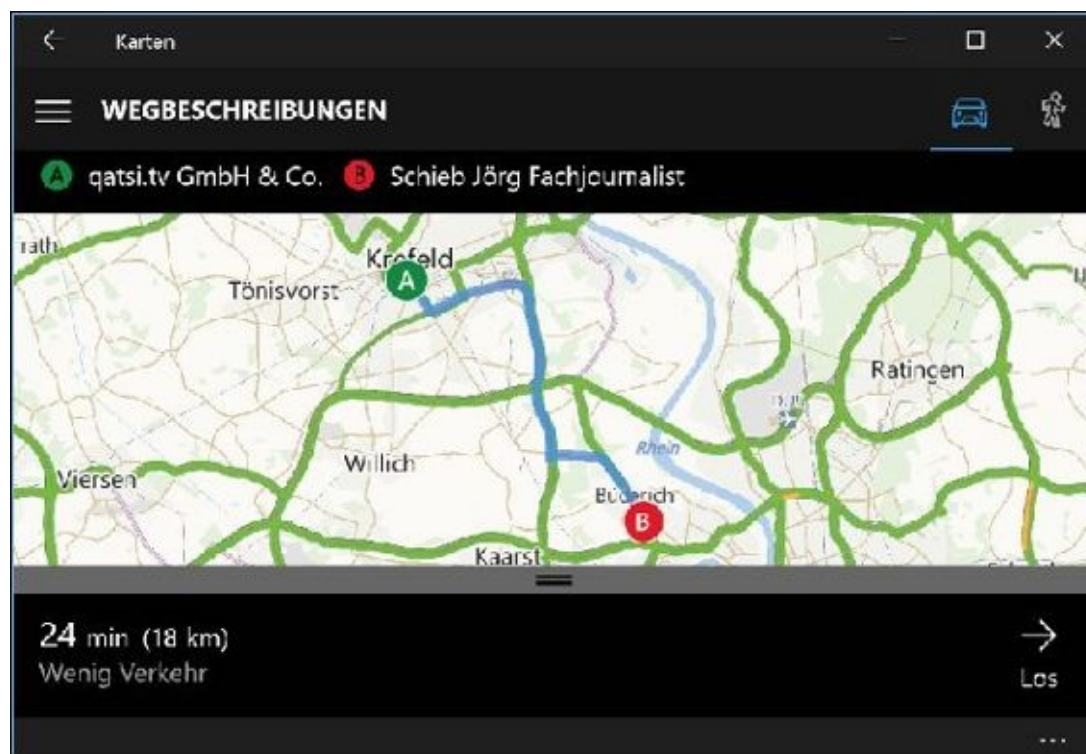 Karten
WEGBESCHREIBUNGEN
A qatsi.tv GmbH & Co. B Schieb Jörg Fachjournalist
rath
Krefeld
A
Tönisvorst
Ratingen
Rhein
Willich
Viersen
Büderich
B
Kaarst
24 min (18 km)
Wenig Verkehr
Los